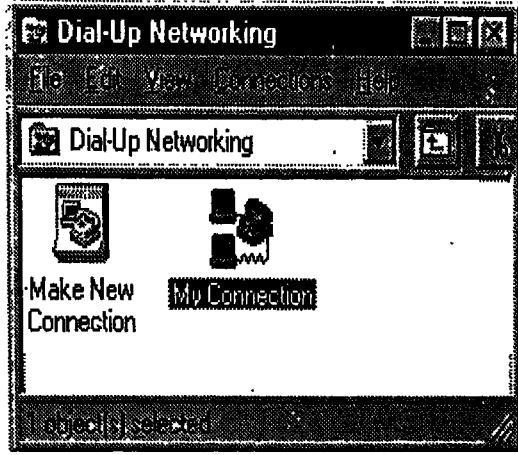 Dial-Up Networking
File Edit View Connections Help
Dial-Up Networking
Make New
Connection
My Connection
1 object(s) selected